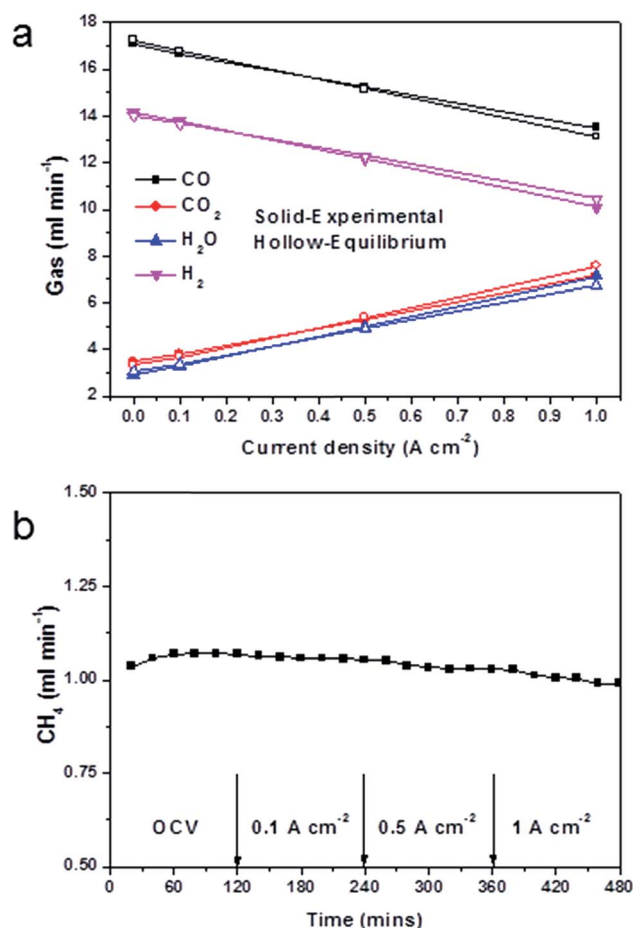 a
18
16
14
12
10
8
6
4
2
Gas (ml min⁻¹)
CO
CO₂
H₂O
H₂
Solid-Experimental
Hollow-Equilibrium
0.0 0.1 0.2 0.3 0.4 0.5 0.6 0.7 0.8 0.9 1.0
Current density (A cm⁻²)
b
1.50
1.25
1.00
0.75
0.50
CH₄ (ml min⁻¹)
OCV 0.1 A cm⁻² 0.5 A cm⁻² 1 A cm⁻²
0 60 120 180 240 300 360 420 480
Time (mins)